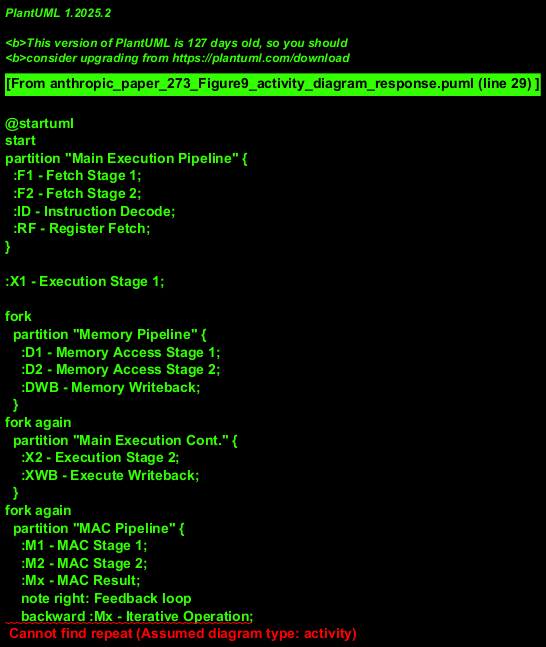 PlantUML 1.2025.2
<b>This version of PlantUML is 127 days old, so you should
<b>consider upgrading from https://plantuml.com/download
[From anthropic_paper_273_Figure9_activity_diagram_response.puml (line 29) ]
@startuml
start
partition "Main Execution Pipeline" {
:F1 - Fetch Stage 1;
:F2 - Fetch Stage 2;
:ID - Instruction Decode;
:RF - Register Fetch;
}
:X1 - Execution Stage 1;
fork
partition "Memory Pipeline" {
:D1 - Memory Access Stage 1;
:D2 - Memory Access Stage 2;
:DWB - Memory Writeback;
}
fork again
partition "Main Execution Cont." {
:X2 - Execution Stage 2;
:XWB - Execute Writeback;
}
fork again
partition "MAC Pipeline" {
:M1 - MAC Stage 1;
:M2 - MAC Stage 2;
:Mx - MAC Result;
note right: Feedback loop
backward :Mx - Iterative Operation;
Cannot find repeat (Assumed diagram type: activity)